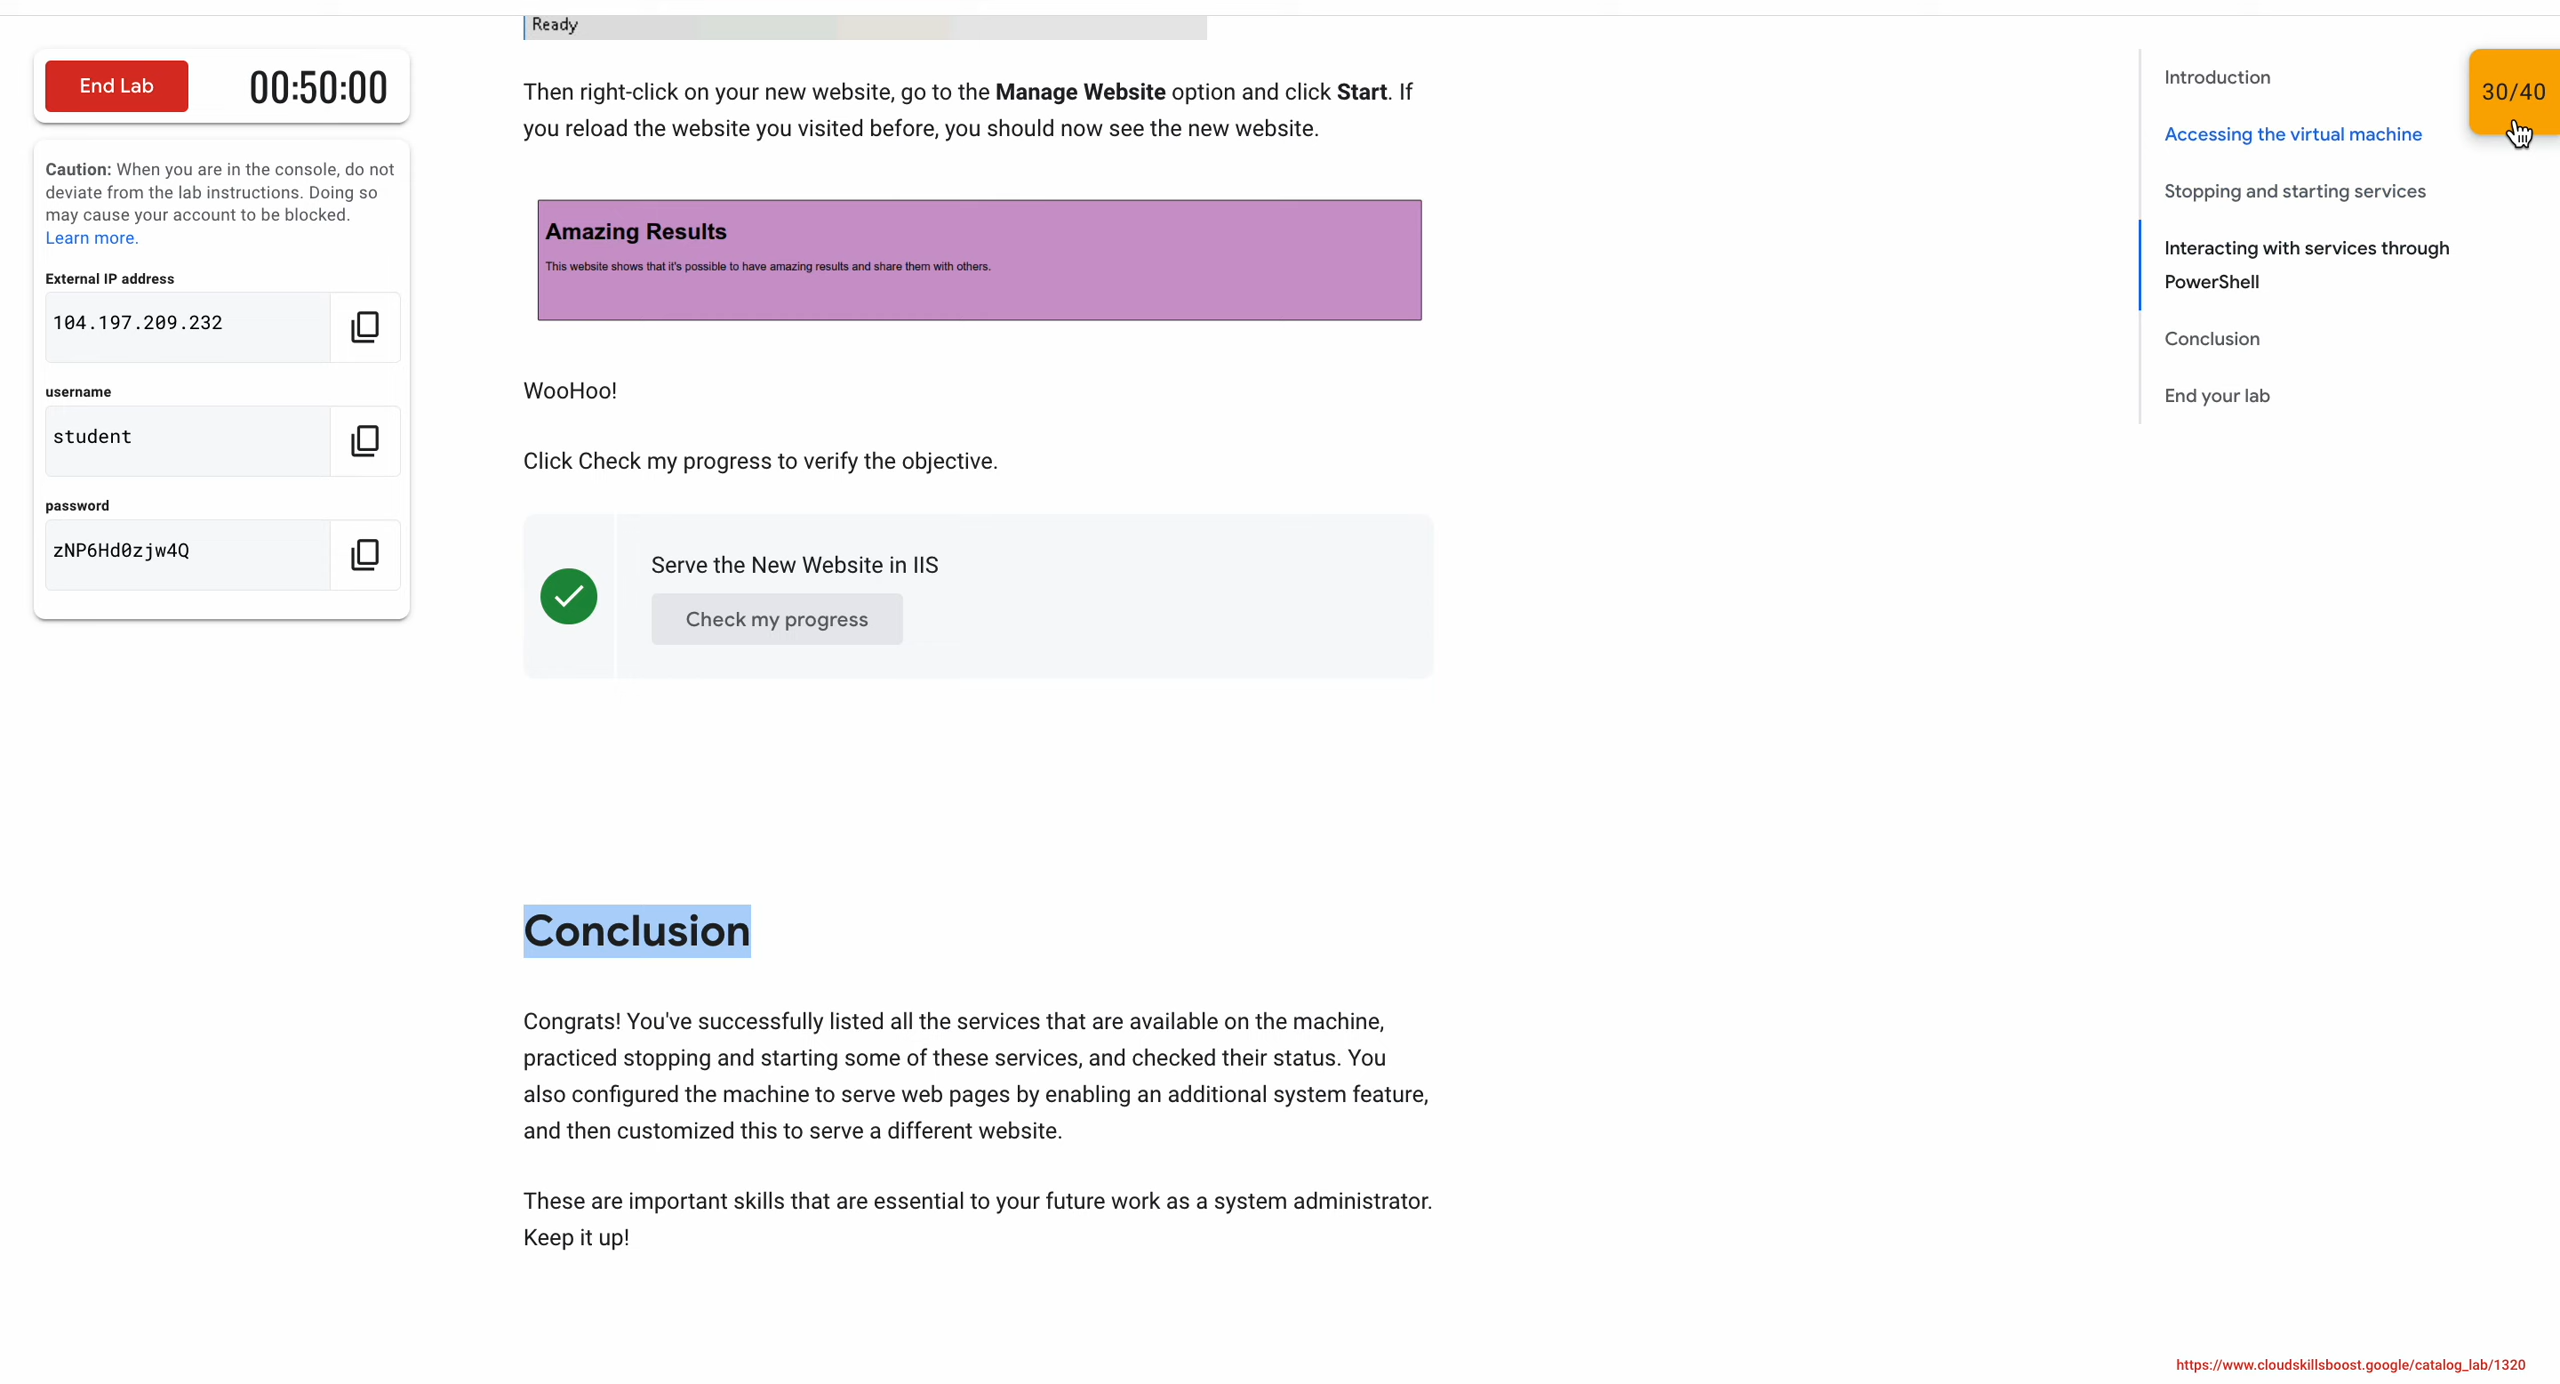 Ready
End Lab
00:50:00
Caution: When you are in the console, do not
deviate from the lab instructions. Doing so
may cause your account to be blocked.
Learn more.
External IP address
104.197.209.232
username
student
password
zNP6Hd0zjw4Q
Then right-click on your new website, go to the Manage Website option and click Start. If
you reload the website you visited before, you should now see the new website.
Amazing Results
This website shows that it's possible to have amazing results and share them with others.
WooHoo!
Click Check my progress to verify the objective.
Serve the New Website in IIS
Check my progress
Conclusion
Congrats! You've successfully listed all the services that are available on the machine,
practiced stopping and starting some of these services, and checked their status. You
also configured the machine to serve web pages by enabling an additional system feature,
and then customized this to serve a different website.
These are important skills that are essential to your future work as a system administrator.
Keep it up!
Introduction
Accessing the virtual machine
Stopping and starting services
Interacting with services through
PowerShell
Conclusion
End your lab
30/40
https://www.cloudskillsboost.google/catalog_lab/1320